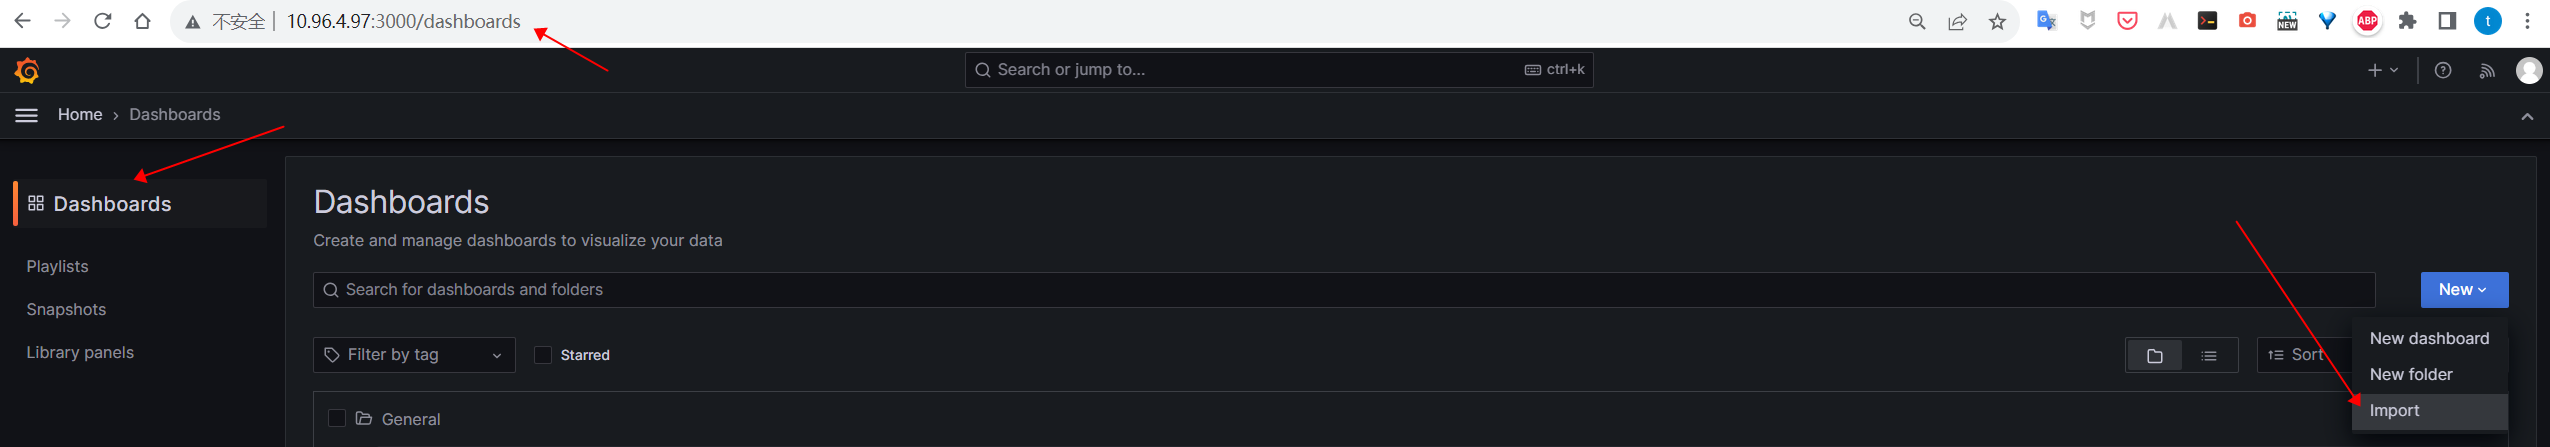 不安全 | 10.96.4.97:3000/dashboards
NEW
ABP
t
Search or jump to...
ctrl+k
Home › Dashboards
Dashboards
Playlists
Snapshots
Library panels
Dashboards
Create and manage dashboards to visualize your data
Search for dashboards and folders
New
Filter by tag
Starred
Sort
New dashboard
New folder
Import
General